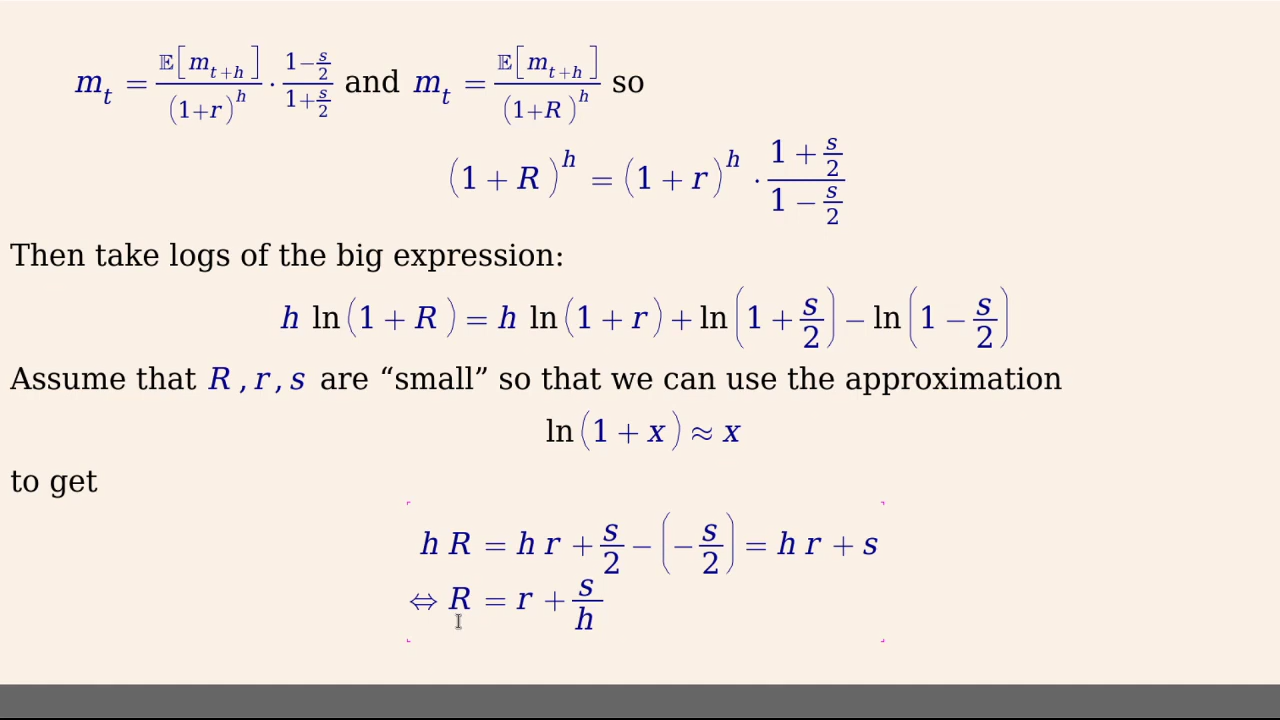 m_t = 𝔼[m_{t+h}]/(1+r)^h · (1−s/2)/(1+s/2) and m_t = 𝔼[m_{t+h}]/(1+R)^h so
(1 + R)^h = (1 + r)^h · (1 + s/2)/(1 − s/2)
Then take logs of the big expression:
h ln(1 + R) = h ln(1 + r) + ln(1 + s/2) − ln(1 − s/2)
Assume that R, r, s are “small” so that we can use the approximation
ln(1 + x) ≈ x
to get
h R = h r + s/2 − (−s/2) = h r + s
⇔ R = r + s/h